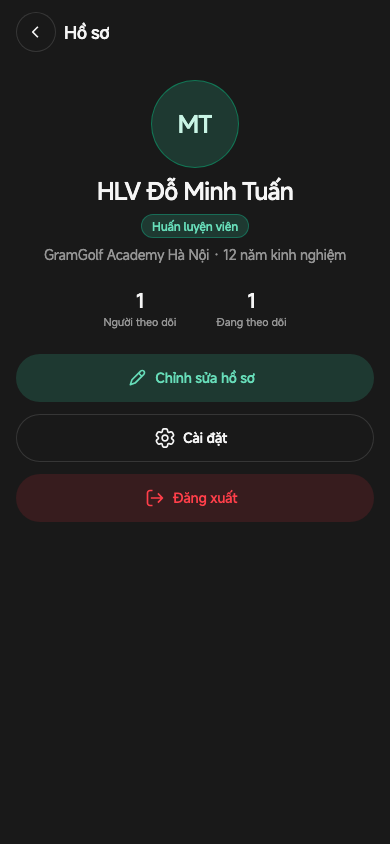 Hồ sơ
MT
HLV Đỗ Minh Tuấn
Huấn luyện viên
GramGolf Academy Hà Nội · 12 năm kinh nghiệm
1 1
Người theo dõi Đang theo dõi
Chỉnh sửa hồ sơ
Cài đặt
Đăng xuất